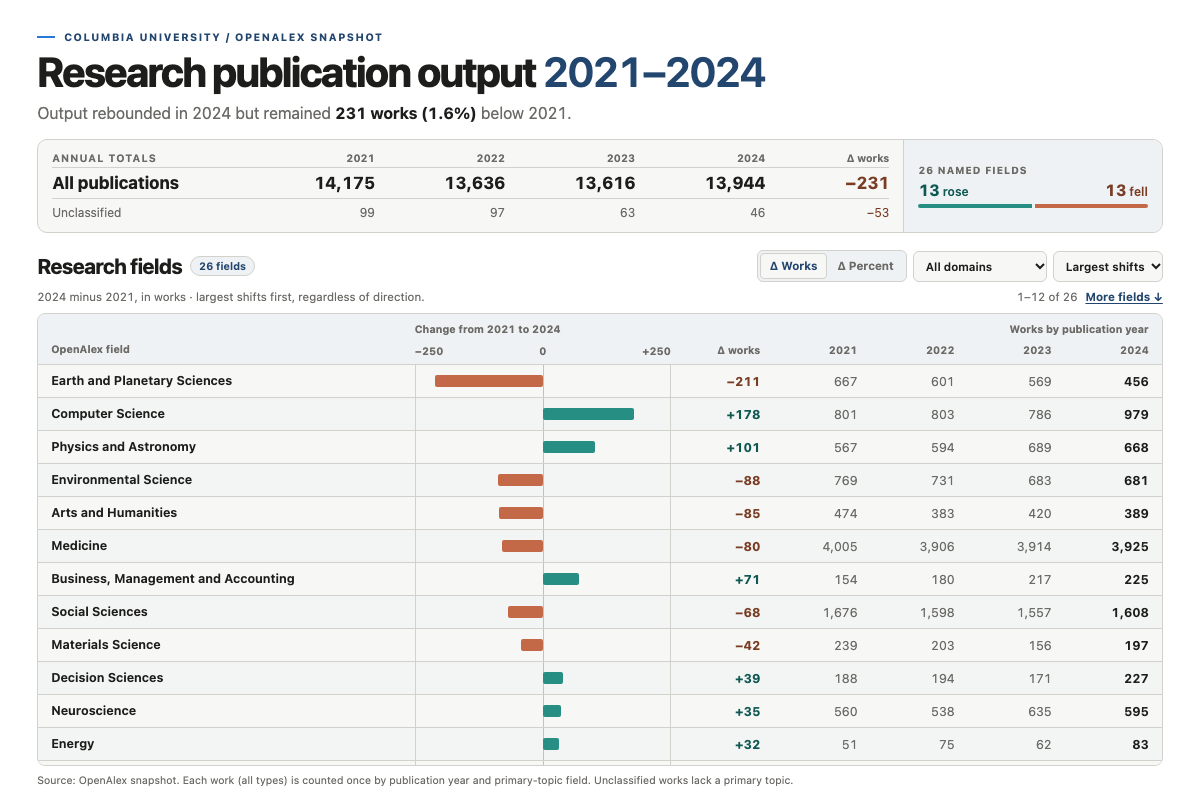 COLUMBIA UNIVERSITY / OPENALEX SNAPSHOT
Research publication output 2021–2024
Output rebounded in 2024 but remained 231 works (1.6%) below 2021.
ANNUAL TOTALS 2021 2022 2023 2024 Δ works
All publications 14,175 13,636 13,616 13,944 −231
Unclassified 99 97 63 46 −53
26 NAMED FIELDS
13 rose 13 fell
Research fields 26 fields Δ Works Δ Percent All domains Largest shifts
2024 minus 2021, in works · largest shifts first, regardless of direction. 1–12 of 26 More fields ↓
Change from 2021 to 2024 Works by publication year
OpenAlex field −250 0 +250 Δ works 2021 2022 2023 2024
Earth and Planetary Sciences −211 667 601 569 456
Computer Science +178 801 803 786 979
Physics and Astronomy +101 567 594 689 668
Environmental Science −88 769 731 683 681
Arts and Humanities −85 474 383 420 389
Medicine −80 4,005 3,906 3,914 3,925
Business, Management and Accounting +71 154 180 217 225
Social Sciences −68 1,676 1,598 1,557 1,608
Materials Science −42 239 203 156 197
Decision Sciences +39 188 194 171 227
Neuroscience +35 560 538 635 595
Energy +32 51 75 62 83
Source: OpenAlex snapshot. Each work (all types) is counted once by publication year and primary-topic field. Unclassified works lack a primary topic.